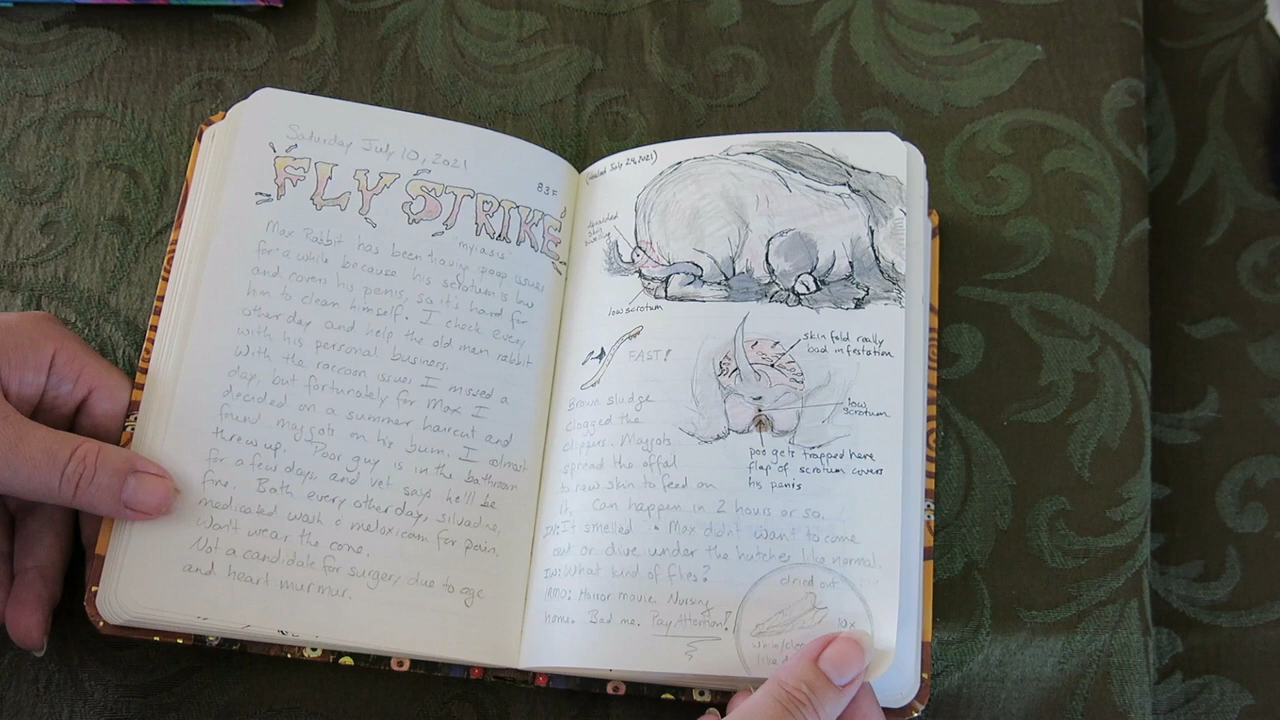 Saturday July 10, 2021
83F
FLY STRIKE
"myiasis"
Max Rabbit has been having poop issues
for a while because his scrotum is low
and covers his penis, so it's hard for
him to clean himself. I check every
other day and help the old man rabbit
with his personal business.
With the raccoon issues I missed a
day, but fortunately for Max I
decided on a summer haircut and
found maggots on his bum. I almost
threw up. Poor guy is in the bathroom
for a few days, and vet says he'll be
fine. Bath every other day, silvadne,
medicated wash & meloxicam for pain.
Won't wear the cone.
Not a candidate for surgery due to age
and heart murmur.
(healed July 24, 2021)
skin
low scrotum
FAST!
skin fold really
bad infestation
low
scrotum
poo gets trapped here
flap of scrotum covers
his penis
Brown sludge
clogged the
clippers. Maggots
spread the offal
to new skin to feed on
it. Can happen in 2 hours or so.
IN: It smelled. Max didn't want to come
out or dive under the hutches like normal.
IW: What kind of flies?
IRMO: Horror movie. Nursing
home. Bad me. Pay Attention!
dried out
10x